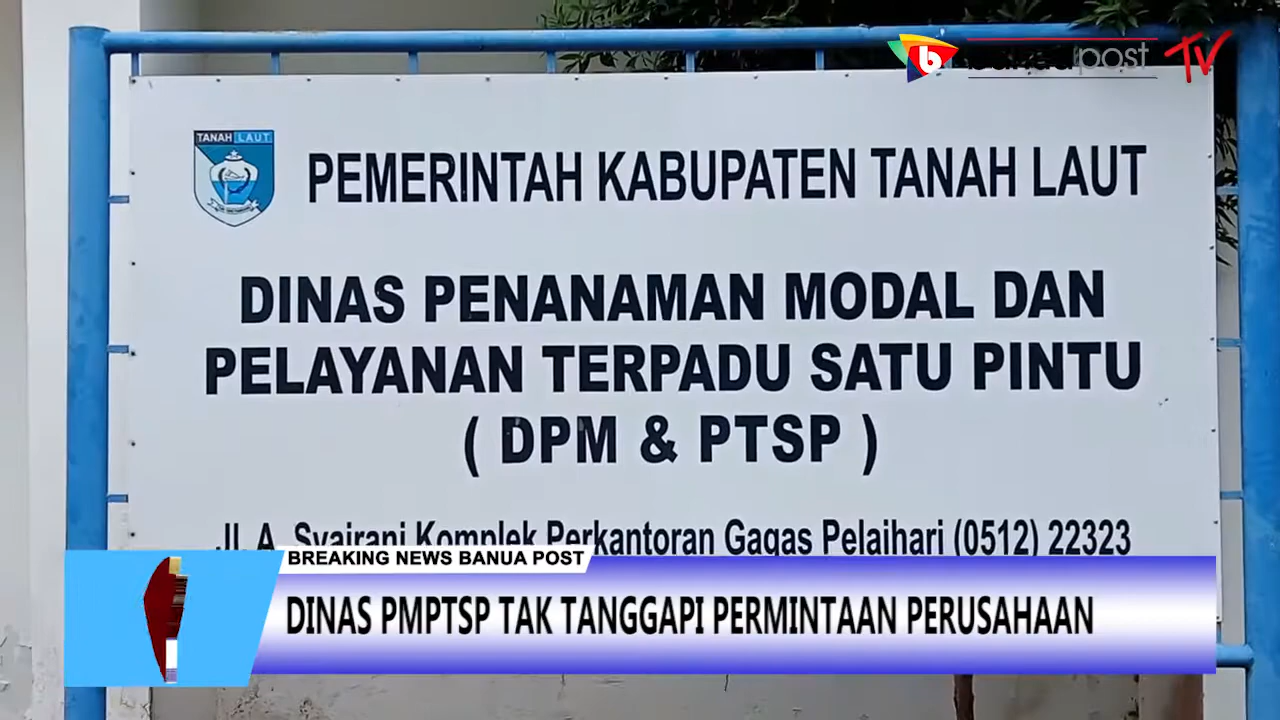 post TV
TANAH LAUT
PEMERINTAH KABUPATEN TANAH LAUT
DINAS PENANAMAN MODAL DAN
PELAYANAN TERPADU SATU PINTU
( DPM & PTSP )
Jl. A. Syairani Komplek Perkantoran Gagas Pelaihari (0512) 22323
BREAKING NEWS BANUA POST
DINAS PMPTSP TAK TANGGAPI PERMINTAAN PERUSAHAAN